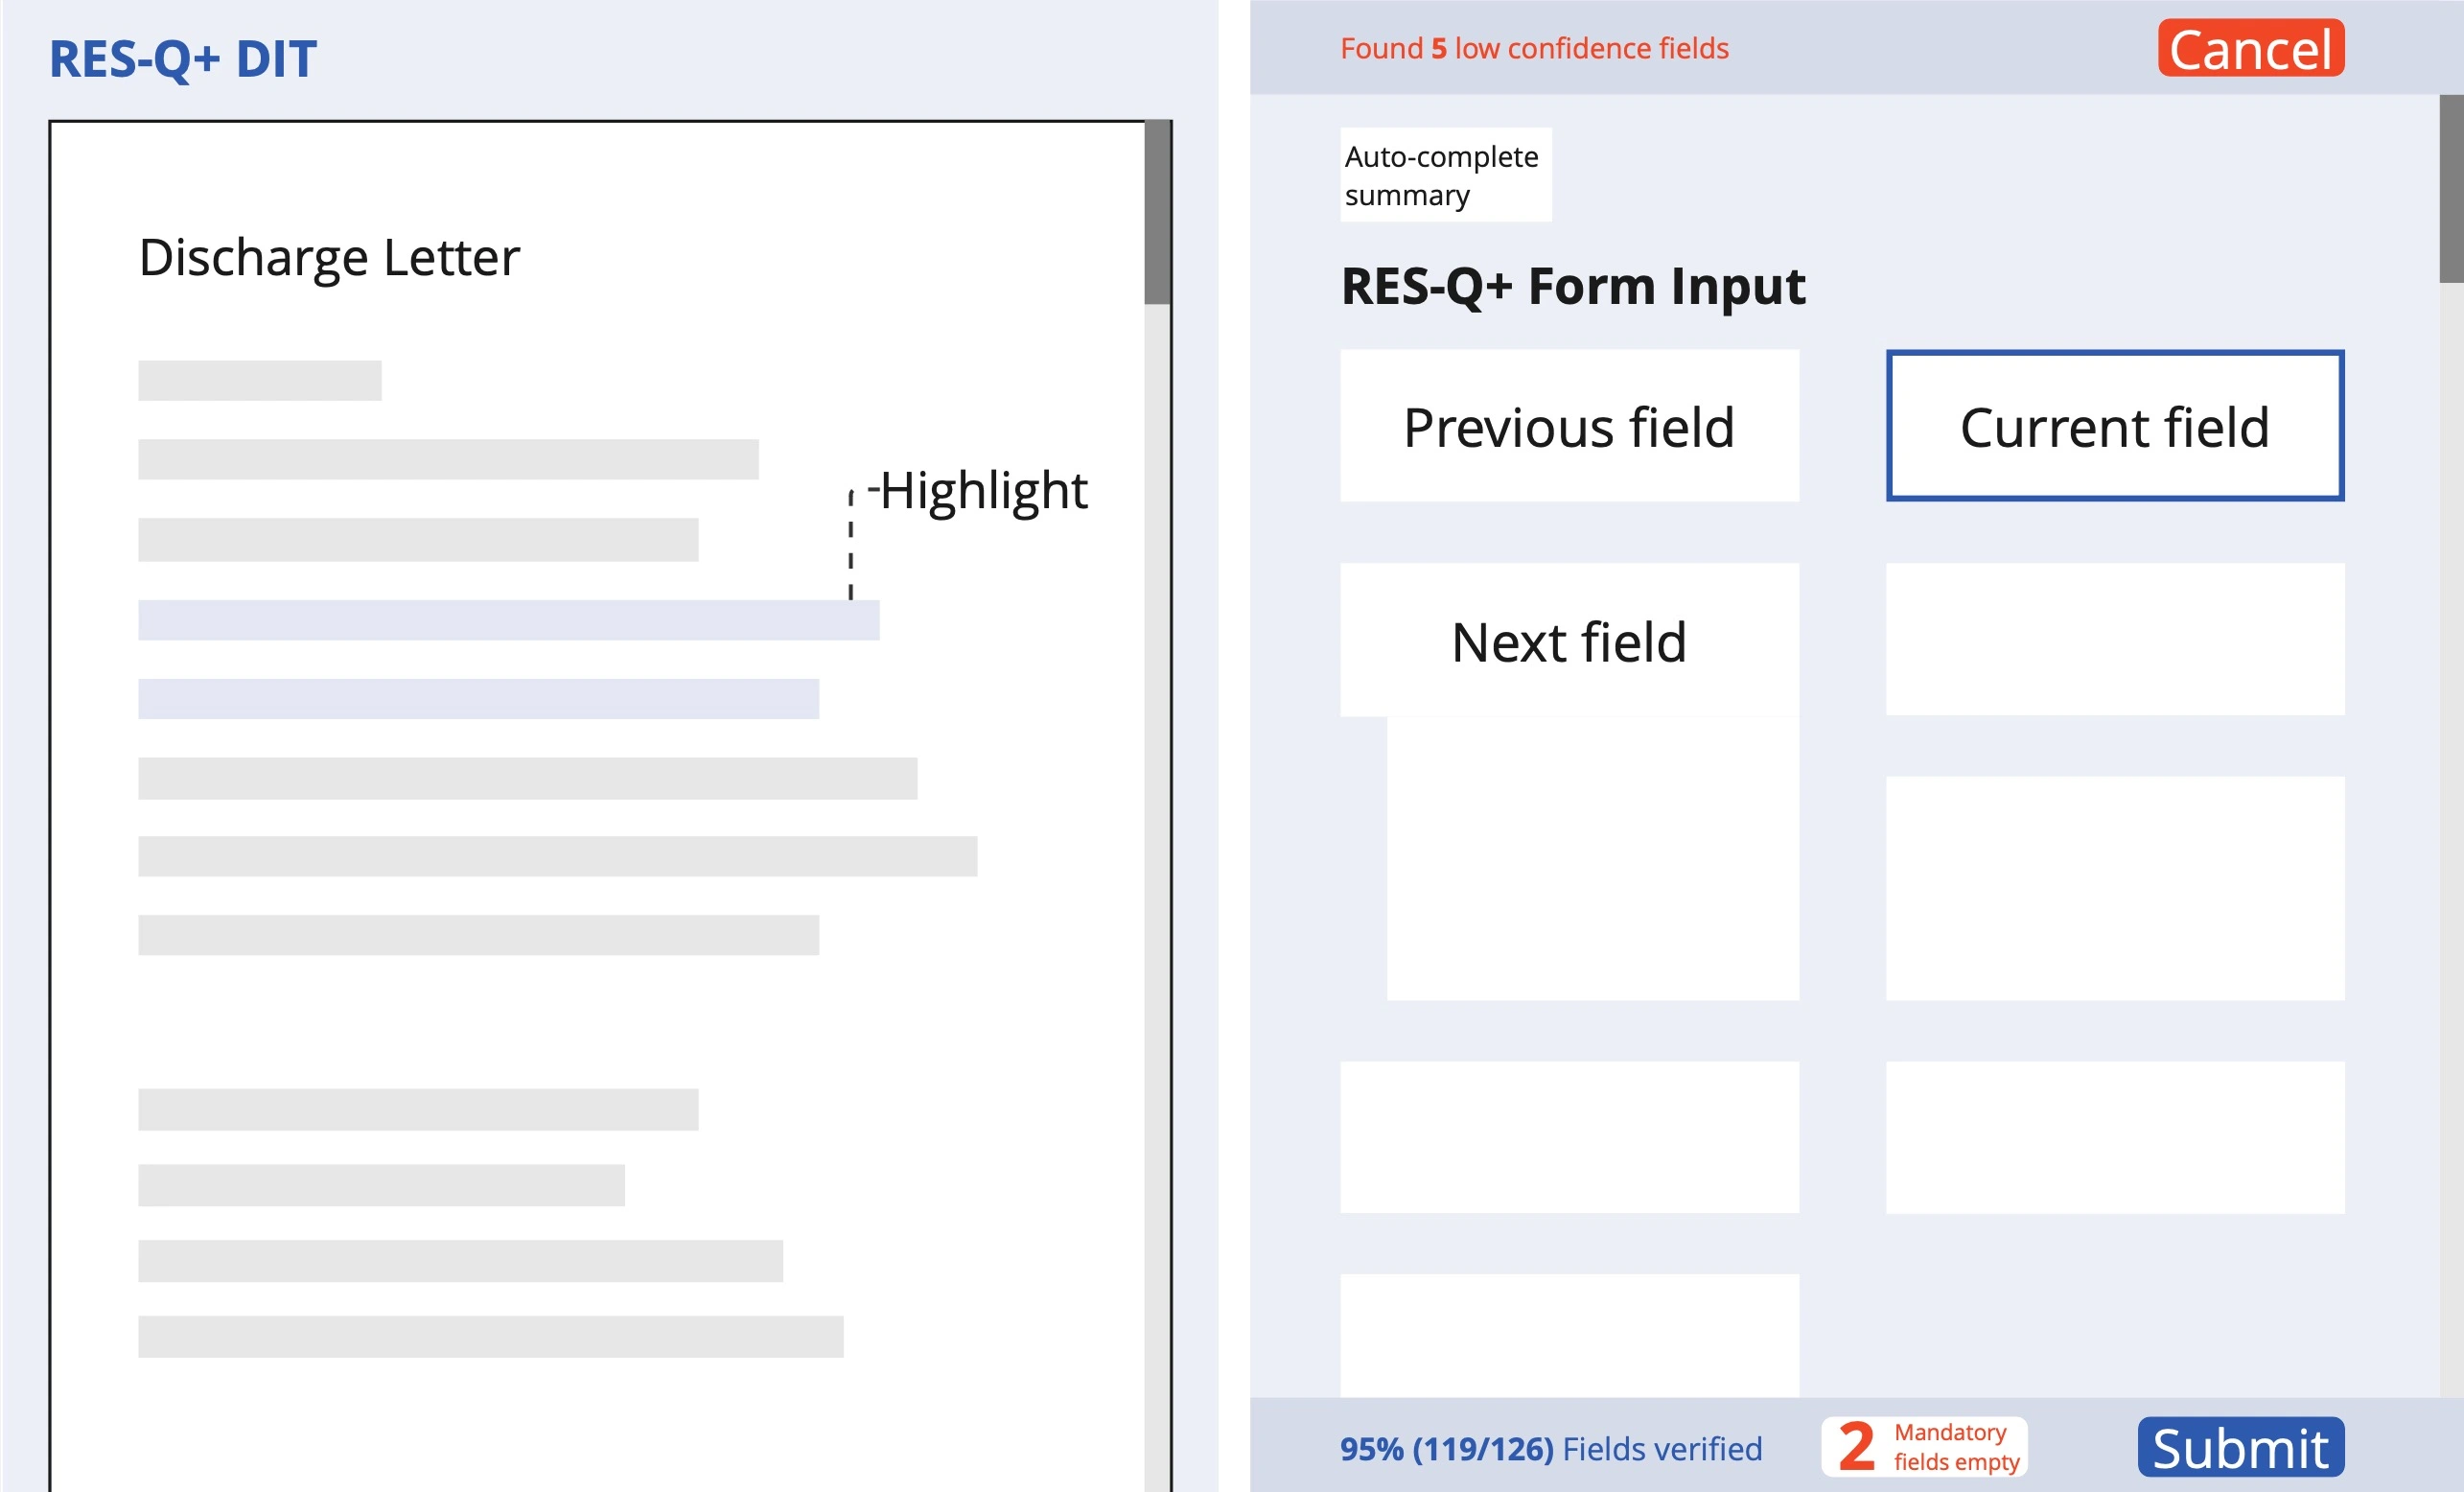 RES-Q+ DIT
Discharge Letter
Highlight
Found 5 low confidence fields
Cancel
Auto-complete
summary
RES-Q+ Form Input
Previous field
Current field
Next field
95% (119/126) Fields verified
2
Mandatory
fields empty
Submit